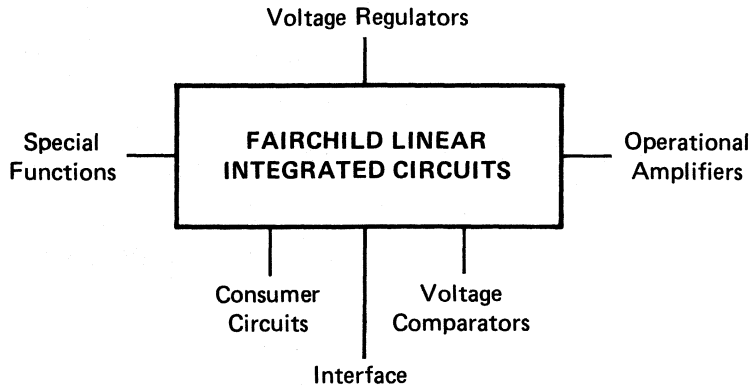 Voltage Regulators
Special
Functions
FAIRCHILD LINEAR
INTEGRATED CIRCUITS
Operational
Amplifiers
Consumer
Circuits
Voltage
Comparators
Interface